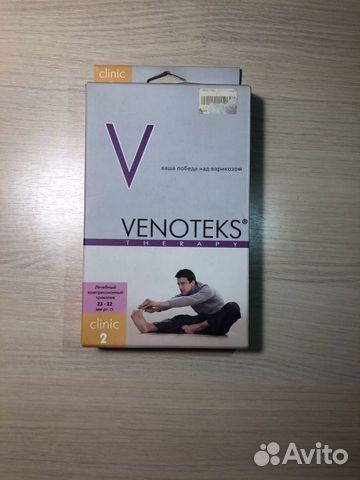 clinic
V
ваша победа над варикозом
VENOTEKS®
THERAPY
Лечебный
компрессионный
трикотаж
23 - 32
мм рт. ст.
clinic
2
Avito